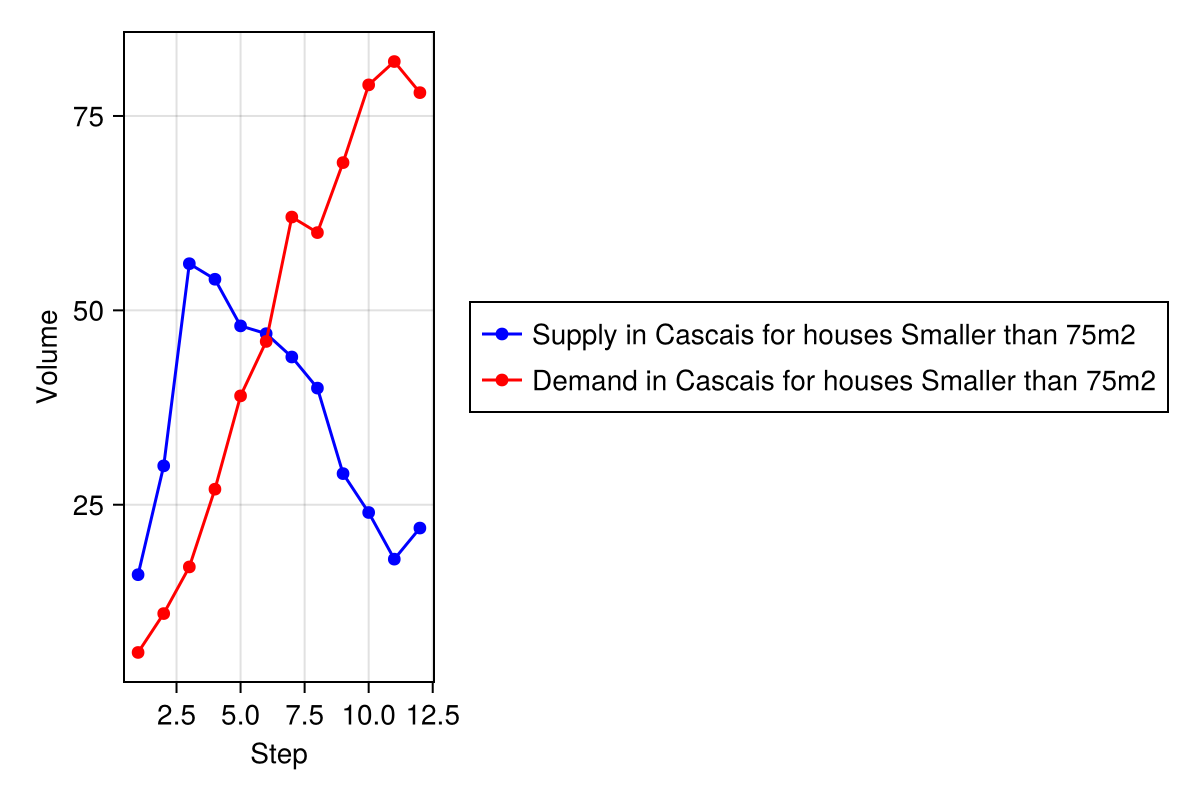 75
50
25
Volume
2.5 5.0 7.5 10.0 12.5
Step
Supply in Cascais for houses Smaller than 75m2
Demand in Cascais for houses Smaller than 75m2